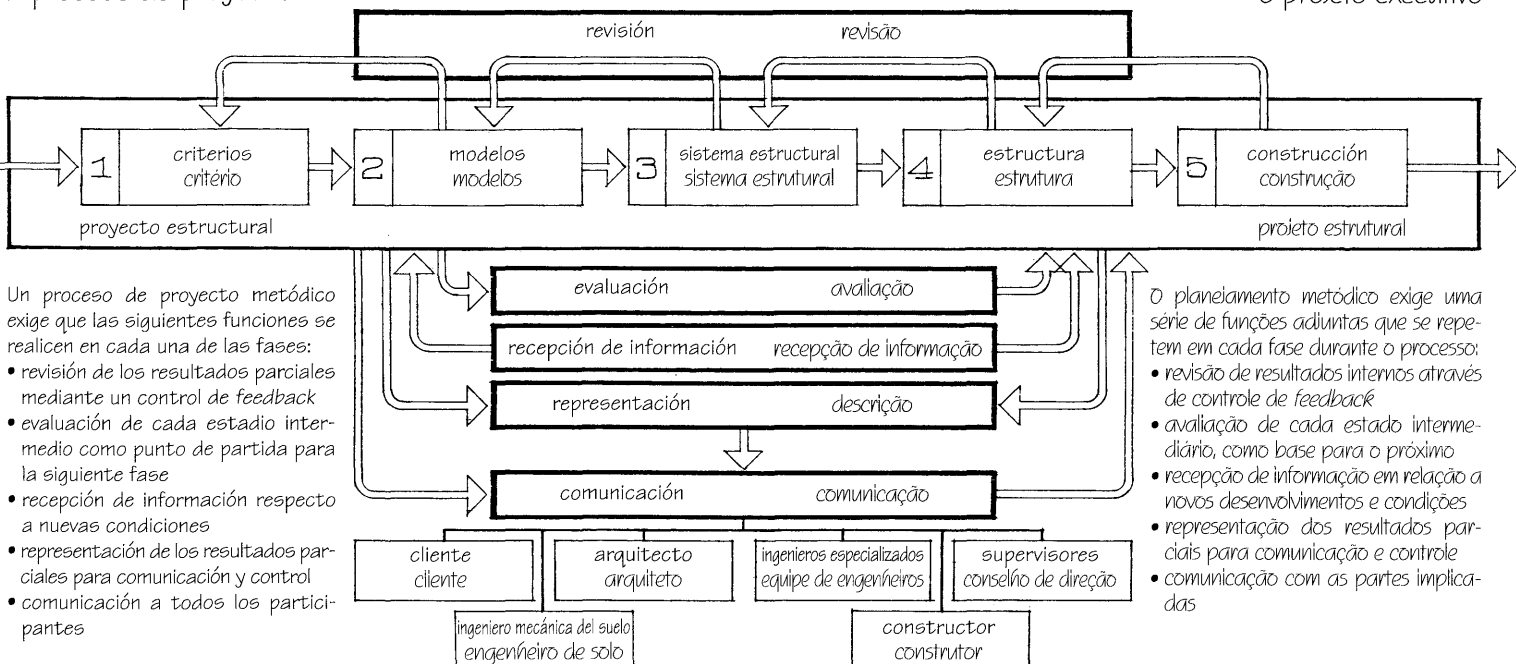 o projeto executivo
revisión revisão
1 criterios
critério
2 modelos
modelos
3 sistema estructural
sistema estrutural
4 estructura
estrutura
5 construcción
construção
proyecto estructural projeto estrutural
evaluación avaliação
recepción de información recepção de informação
representación descrição
comunicación comunicação
cliente
cliente
arquitecto
arquiteto
ingenieros especializados
equipe de engenheiros
supervisores
conselho de direção
ingeniero mecánica del suelo
engenheiro de solo
constructor
construtor
Un proceso de proyecto metódico
exige que las siguientes funciones se
realicen en cada una de las fases:
• revisión de los resultados parciales
mediante un control de feedback
• evaluación de cada estadio inter-
medio como punto de partida para
la siguiente fase
• recepción de información respecto
a nuevas condiciones
• representación de los resultados par-
ciales para comunicación y control
• comunicación a todos los partici-
pantes
O planejamento metódico exige uma
série de funções adjuntas que se repe-
tem em cada fase durante o processo:
• revisão de resultados internos através
de controle de feedback
• avaliação de cada estado interme-
diário, como base para o próximo
• recepção de informação em relação a
novos desenvolvimentos e condições
• representação dos resultados par-
ciais para comunicação e controle
• comunicação com as partes implica-
das